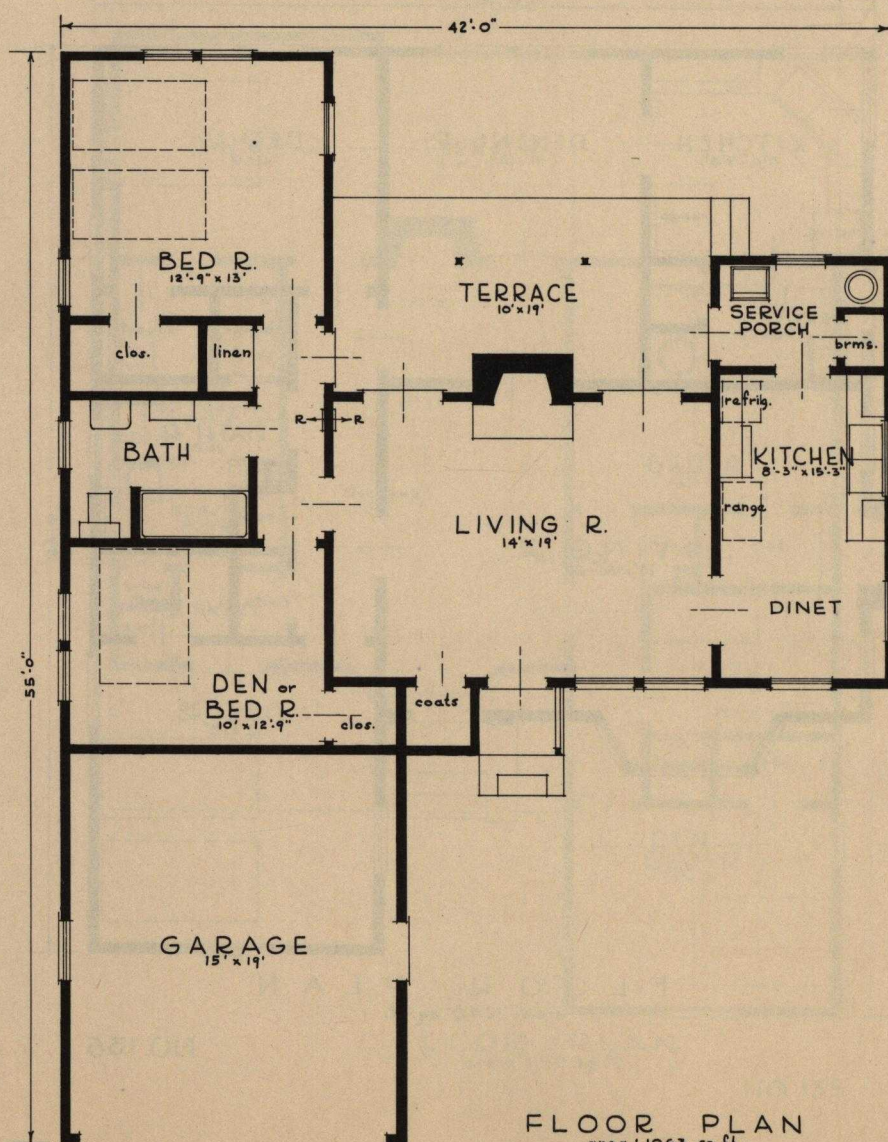 42'-0"
55'-0"
BED R.
12'-9" x 13'
TERRACE
10' x 19'
SERVICE
PORCH
clos.
linen
brms.
R R
refrig.
BATH
KITCHEN
8'-3" x 15'-3"
range
LIVING R.
14' x 19'
DINET
DEN or
BED R.
10' x 12'-9"
clos.
coats
GARAGE
15' x 19'
FLOOR PLAN